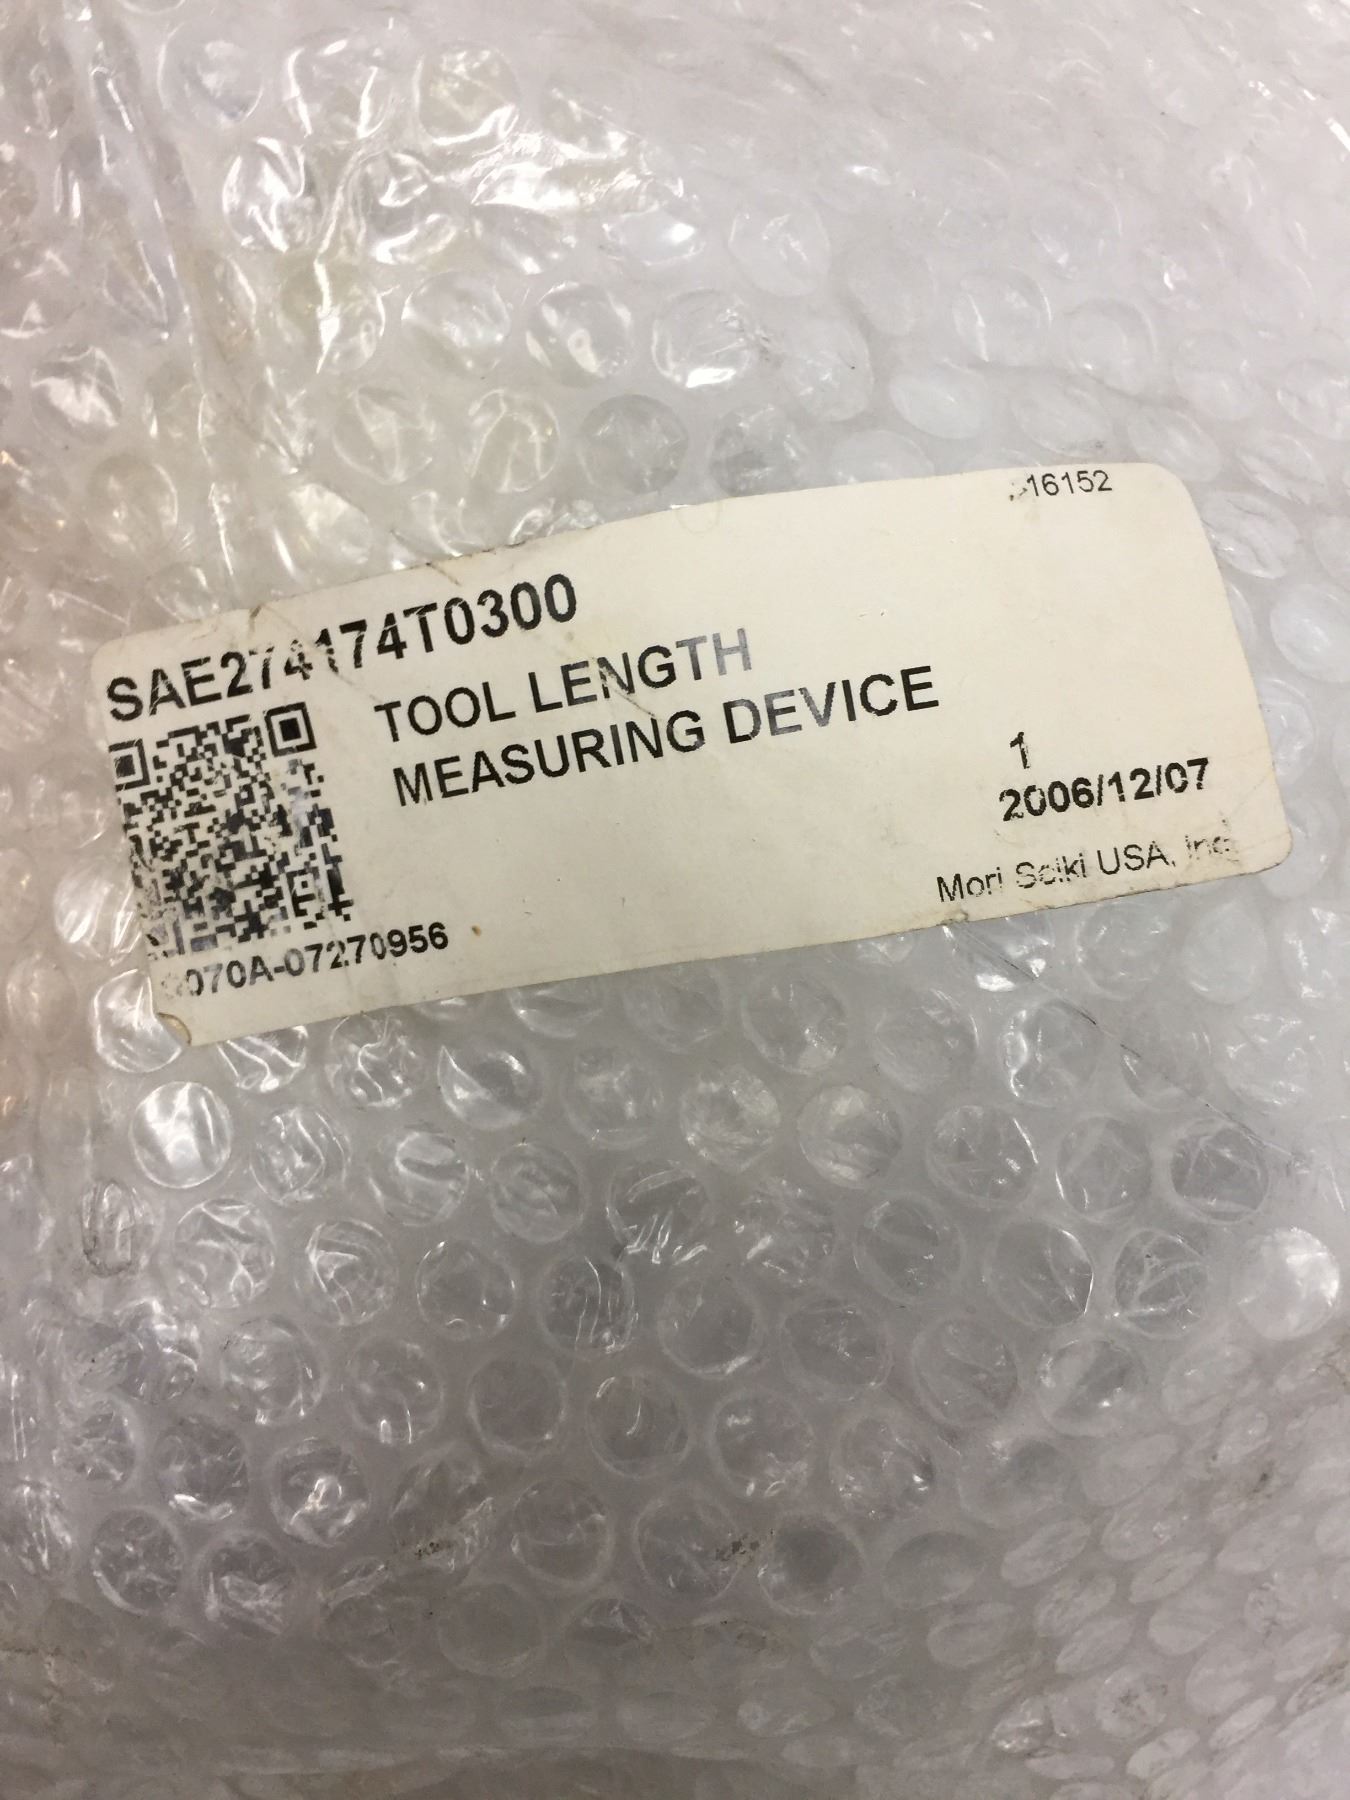 16152
SAE274174T0300
TOOL LENGTH
MEASURING DEVICE
1
2006/12/07
Mori Seiki USA, Inc.
070A-07270956